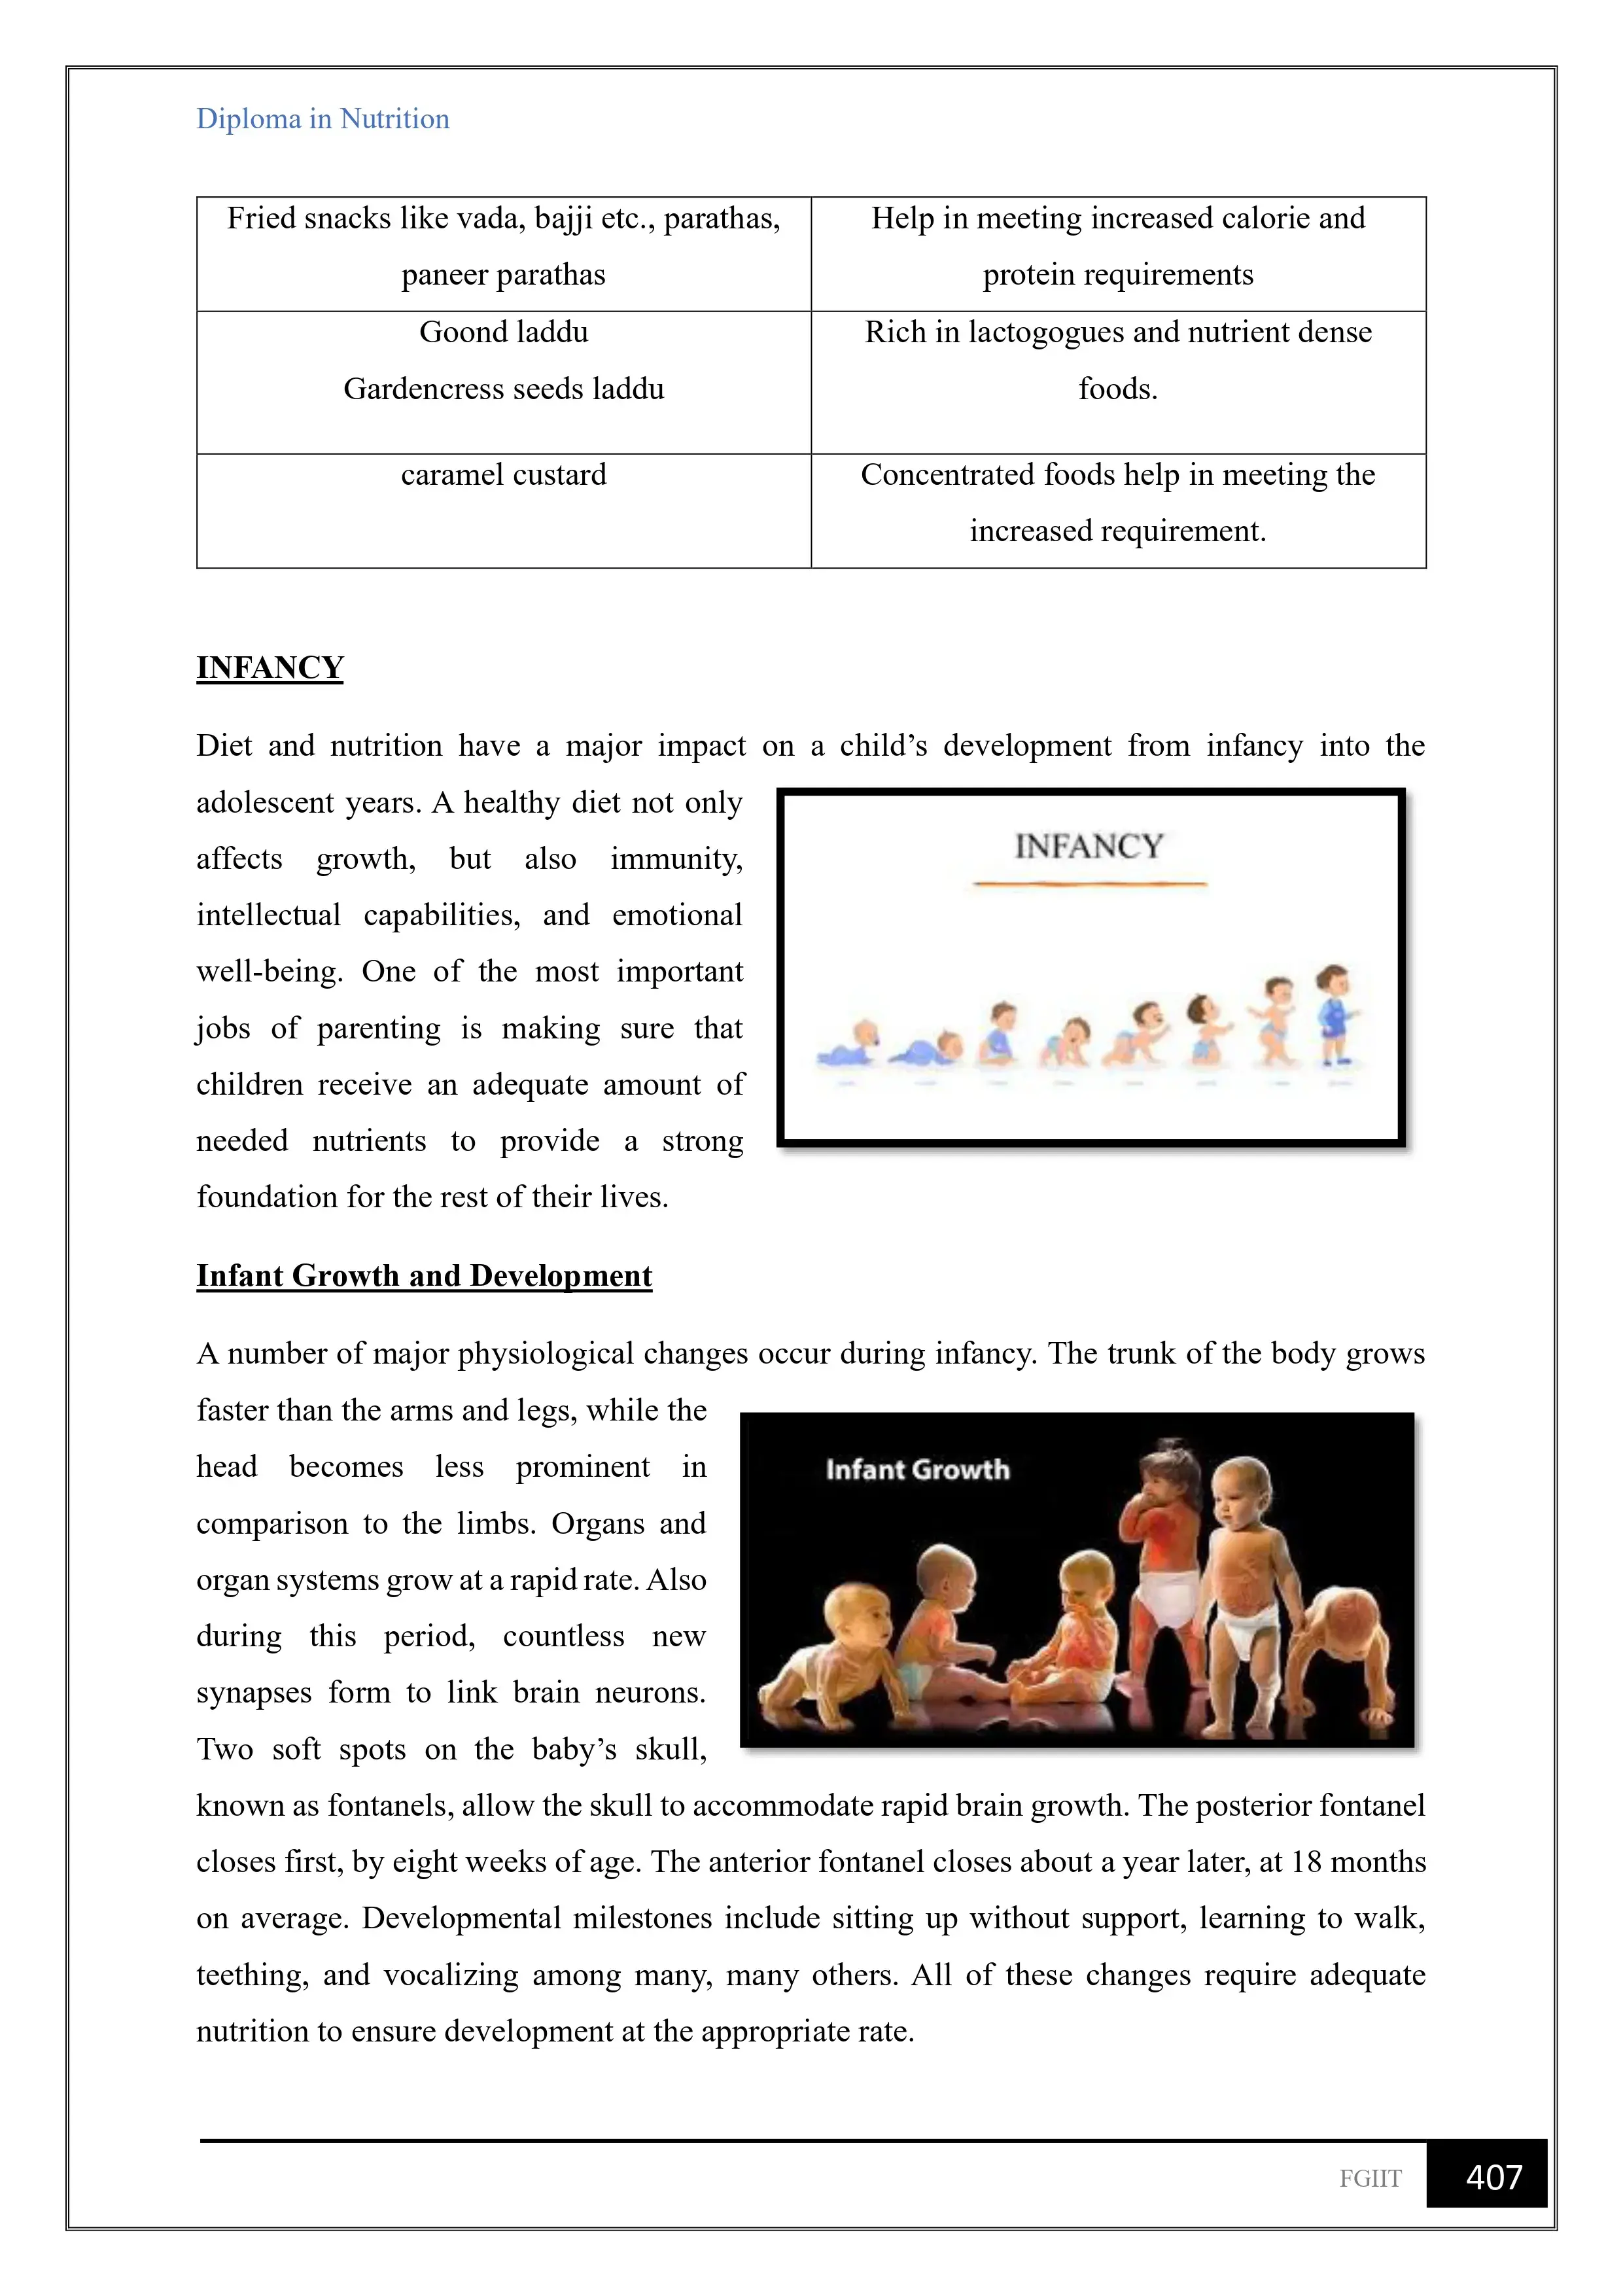 Diploma in Nutrition
Fried snacks like vada, bajji etc., parathas,
paneer parathas
Help in meeting increased calorie and
protein requirements
Goond laddu
Gardencress seeds laddu
Rich in lactogogues and nutrient dense
foods.
caramel custard
Concentrated foods help in meeting the
increased requirement.
INFANCY
Diet and nutrition have a major impact on a child’s development from infancy into the
adolescent years. A healthy diet not only
affects growth, but also immunity,
intellectual capabilities, and emotional
well-being. One of the most important
jobs of parenting is making sure that
children receive an adequate amount of
needed nutrients to provide a strong
foundation for the rest of their lives.
INFANCY
Infant Growth and Development
A number of major physiological changes occur during infancy. The trunk of the body grows
faster than the arms and legs, while the
head becomes less prominent in
comparison to the limbs. Organs and
organ systems grow at a rapid rate. Also
during this period, countless new
synapses form to link brain neurons.
Two soft spots on the baby’s skull,
Infant Growth
known as fontanels, allow the skull to accommodate rapid brain growth. The posterior fontanel
closes first, by eight weeks of age. The anterior fontanel closes about a year later, at 18 months
on average. Developmental milestones include sitting up without support, learning to walk,
teething, and vocalizing among many, many others. All of these changes require adequate
nutrition to ensure development at the appropriate rate.
FGIIT
407